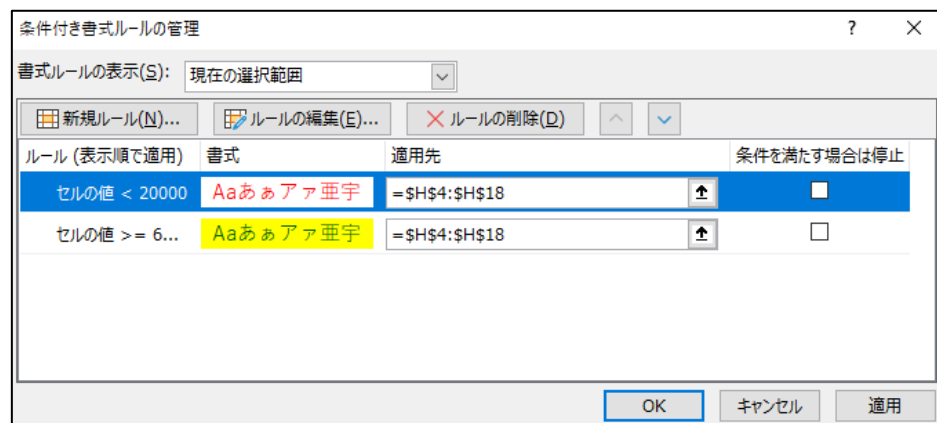 条件付き書式ルールの管理 ? ×
書式ルールの表示(S): 現在の選択範囲
新規ルール(N)... ルールの編集(E)... ルールの削除(D)
ルール (表示順で適用) 書式 適用先 条件を満たす場合は停止
セルの値 < 20000 Aaあぁアァ亜宇 =$H$4:$H$18
セルの値 >= 6... Aaあぁアァ亜宇 =$H$4:$H$18
OK キャンセル 適用